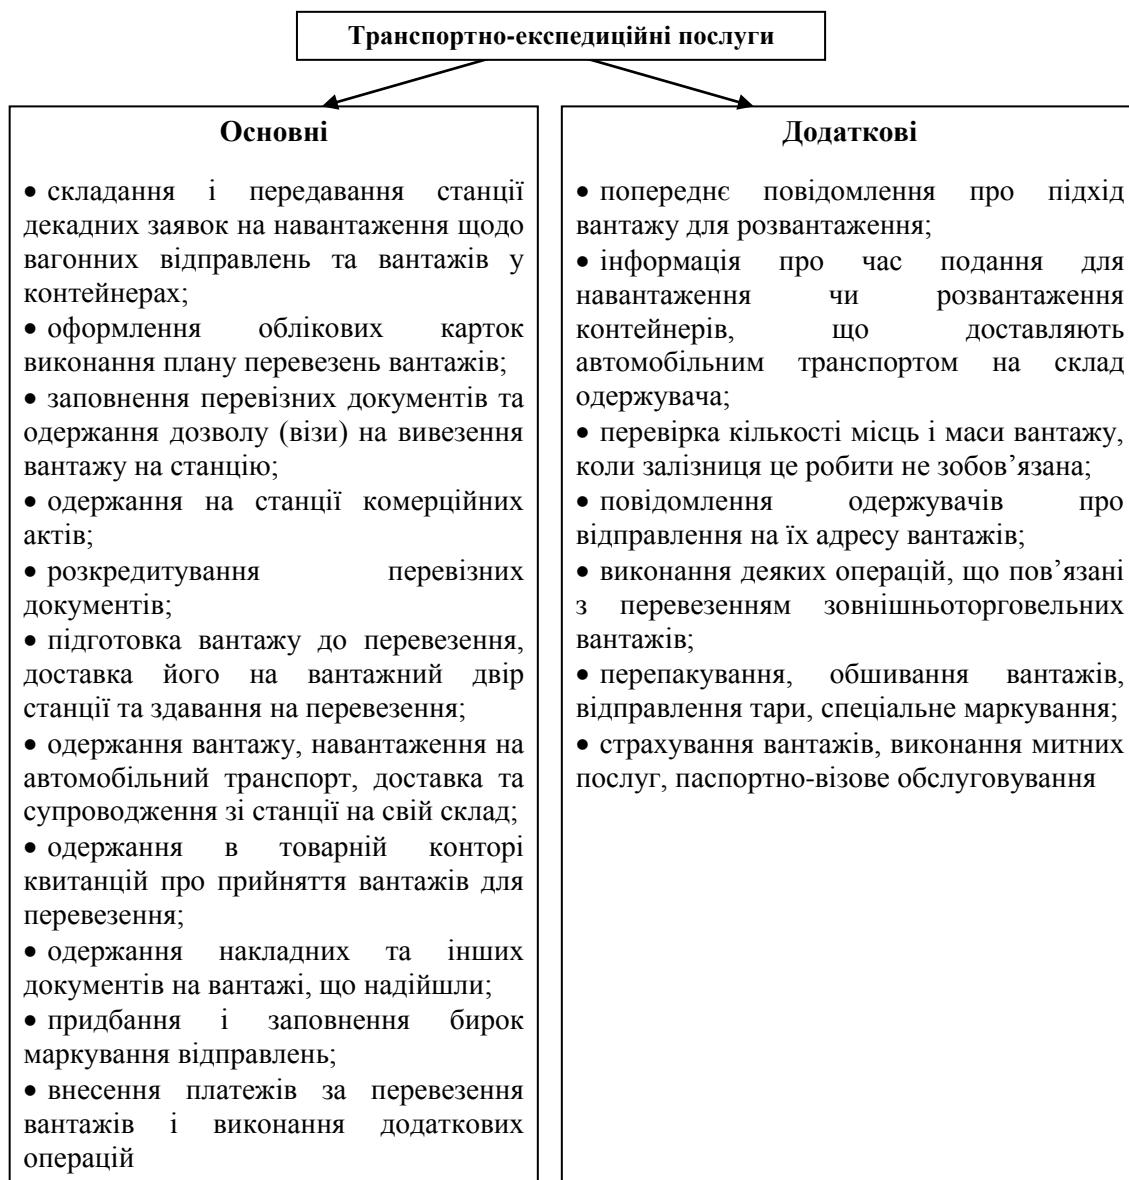 Транспортно-експедиційні послуги
Основні
• складання і передавання станції
декадних заявок на навантаження щодо
вагонних відправлень та вантажів у
контейнерах;
• оформлення облікових карток
виконання плану перевезень вантажів;
• заповнення перевізних документів та
одержання дозволу (візи) на вивезення
вантажу на станцію;
• одержання на станції комерційних
актів;
• розкредитування перевізних
документів;
• підготовка вантажу до перевезення,
доставка його на вантажний двір
станції та здавання на перевезення;
• одержання вантажу, навантаження на
автомобільний транспорт, доставка та
супроводження зі станції на свій склад;
• одержання в товарній конторі
квитанцій про прийняття вантажів для
перевезення;
• одержання накладних та інших
документів на вантажі, що надійшли;
• придбання і заповнення бирок
маркування відправлень;
• внесення платежів за перевезення
вантажів і виконання додаткових
операцій
Додаткові
• попереднє повідомлення про підхід
вантажу для розвантаження;
• інформація про час подання для
навантаження чи розвантаження
контейнерів, що доставляють
автомобільним транспортом на склад
одержувача;
• перевірка кількості місць і маси вантажу,
коли залізниця це робити не зобов’язана;
• повідомлення одержувачів про
відправлення на їх адресу вантажів;
• виконання деяких операцій, що пов’язані
з перевезенням зовнішньоторговельних
вантажів;
• перепакування, обшивання вантажів,
відправлення тари, спеціальне маркування;
• страхування вантажів, виконання митних
послуг, паспортно-візове обслуговування